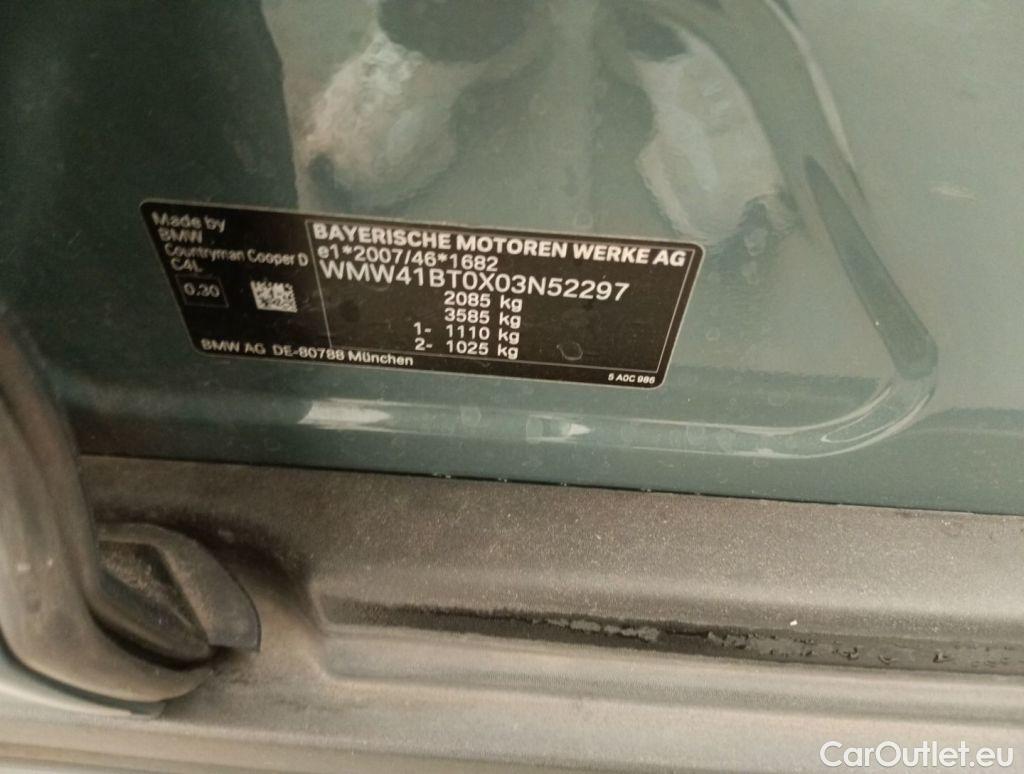 Made by
BMW
Countryman Cooper D
C4L
0.30
BMW AG DE-80788 München
BAYERISCHE MOTOREN WERKE AG
e1*2007/46*1682
WMW41BT0X03N52297
2085 kg
3585 kg
1- 1110 kg
2- 1025 kg
5 A0C 986
CarOutlet.eu